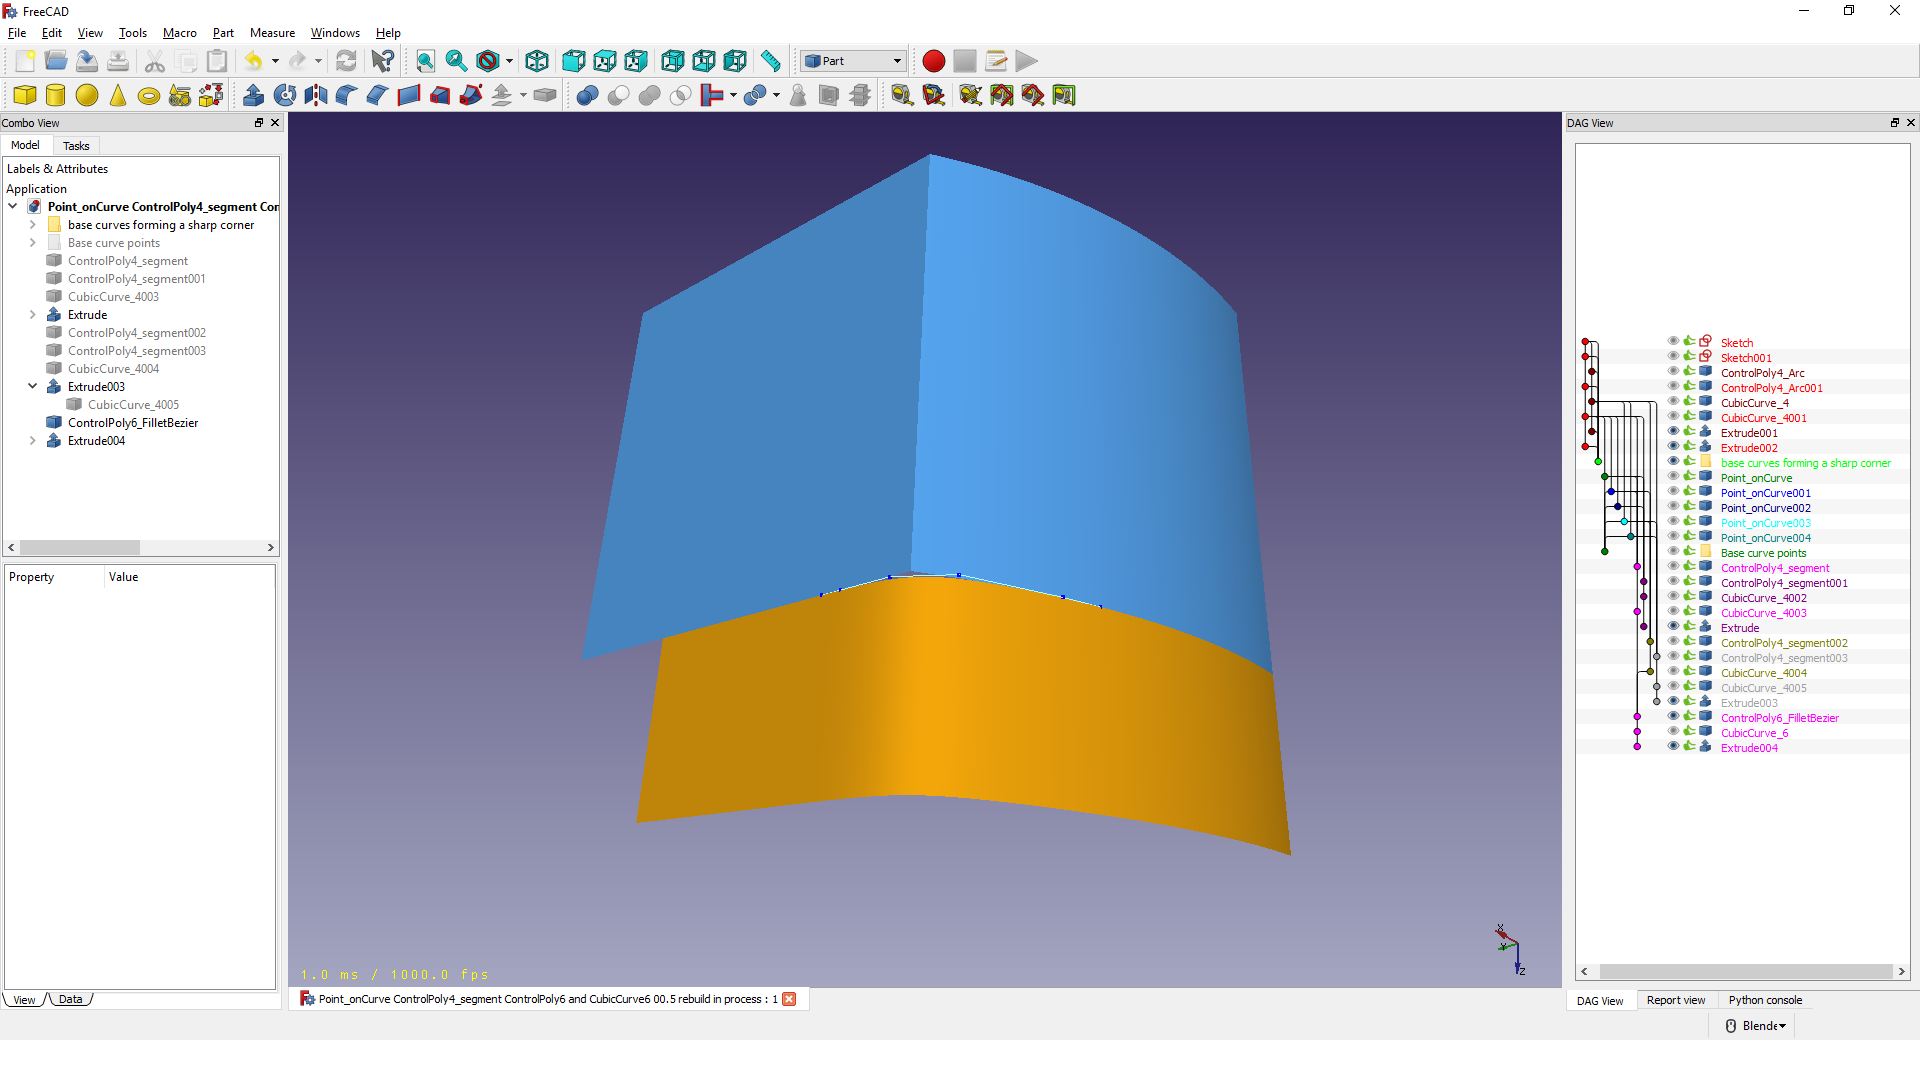 FreeCAD
File Edit View Tools Macro Part Measure Windows Help
Part
Combo View
Model Tasks
Labels & Attributes
Application
Point_onCurve ControlPoly4_segment Con
base curves forming a sharp corner
Base curve points
ControlPoly4_segment
ControlPoly4_segment001
CubicCurve_4003
Extrude
ControlPoly4_segment002
ControlPoly4_segment003
CubicCurve_4004
Extrude003
CubicCurve_4005
ControlPoly6_FilletBezier
Extrude004
Property Value
View Data
1.0 ms / 1000.0 fps
X
Y
Z
Point_onCurve ControlPoly4_segment ControlPoly6 and CubicCurve6 00.5 rebuild in process : 1
DAG View
Sketch
Sketch001
ControlPoly4_Arc
ControlPoly4_Arc001
CubicCurve_4
CubicCurve_4001
Extrude001
Extrude002
base curves forming a sharp corner
Point_onCurve
Point_onCurve001
Point_onCurve002
Point_onCurve003
Point_onCurve004
Base curve points
ControlPoly4_segment
ControlPoly4_segment001
CubicCurve_4002
CubicCurve_4003
Extrude
ControlPoly4_segment002
ControlPoly4_segment003
CubicCurve_4004
CubicCurve_4005
Extrude003
ControlPoly6_FilletBezier
CubicCurve_6
Extrude004
DAG View Report view Python console
Blende